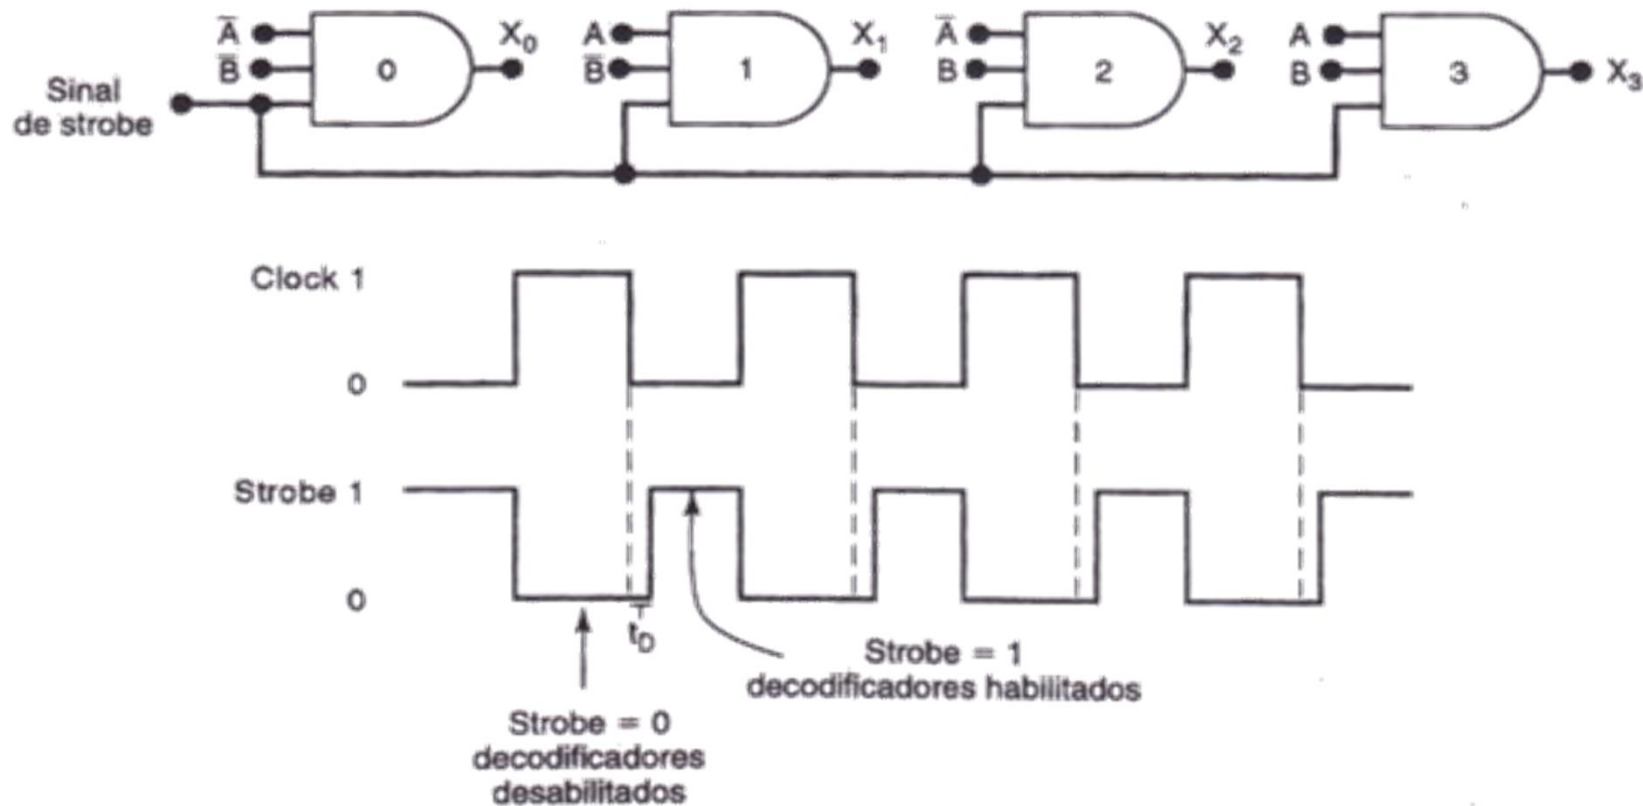 A̅ B̅ 0 X₀
A B̅ 1 X₁
A̅ B 2 X₂
A B 3 X₃
Sinal
de strobe
Clock 1
0
Strobe 1
0
t_D
Strobe = 1
decodificadores habilitados
Strobe = 0
decodificadores
desabilitados